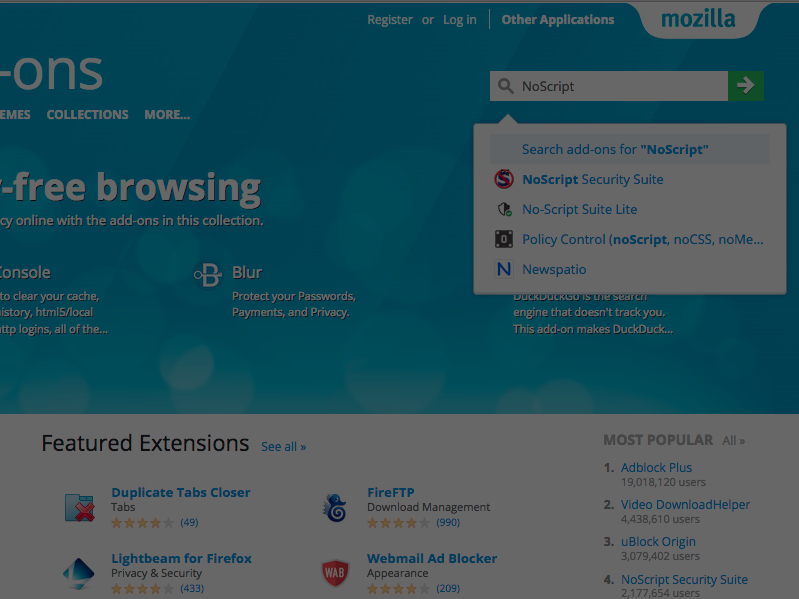 Register or Log in Other Applications mozilla
-ons
NoScript
EMES COLLECTIONS MORE...
Search add-ons for "NoScript"
NoScript Security Suite
No-Script Suite Lite
Policy Control (noScript, noCSS, noMe...
Newspatio
-free browsing
cy online with the add-ons in this collection.
Console
to clear your cache,
history, html5/local
http logins, all of the...
Blur
Protect your Passwords,
Payments, and Privacy.
DuckDuckGo is the search
engine that doesn't track you.
This add-on makes DuckDuck...
Featured Extensions See all »
Duplicate Tabs Closer
Tabs
(49)
FireFTP
Download Management
(990)
Lightbeam for Firefox
Privacy & Security
(433)
WAB
Webmail Ad Blocker
Appearance
(209)
MOST POPULAR All »
1. Adblock Plus
19,018,120 users
2. Video DownloadHelper
4,438,610 users
3. uBlock Origin
3,079,402 users
4. NoScript Security Suite
2,177,654 users